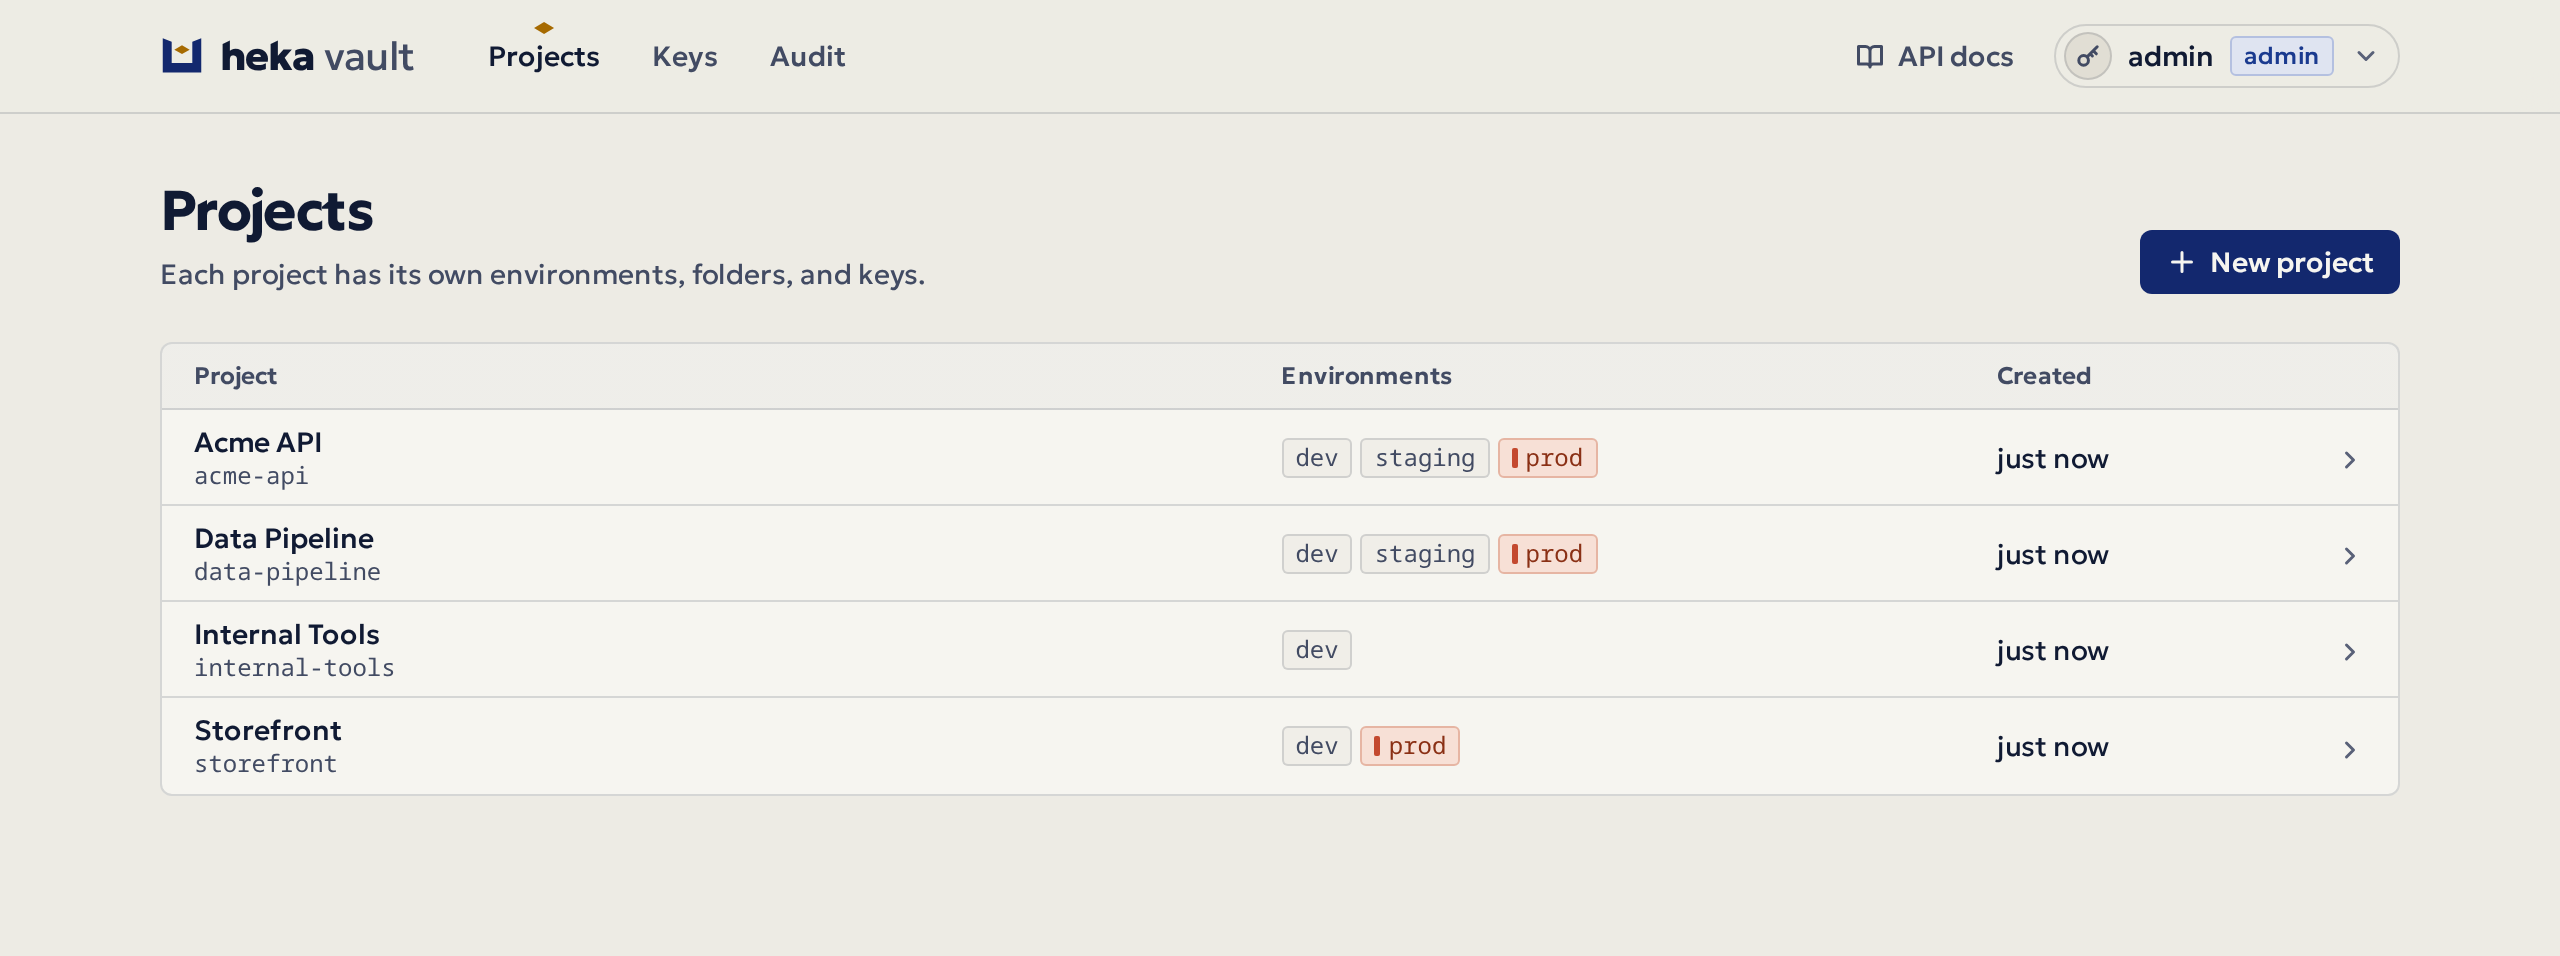 heka vault Projects Keys Audit API docs admin admin
Projects
Each project has its own environments, folders, and keys.
New project
Project Environments Created
Acme API
acme-api
dev staging prod just now
Data Pipeline
data-pipeline
dev staging prod just now
Internal Tools
internal-tools
dev just now
Storefront
storefront
dev prod just now